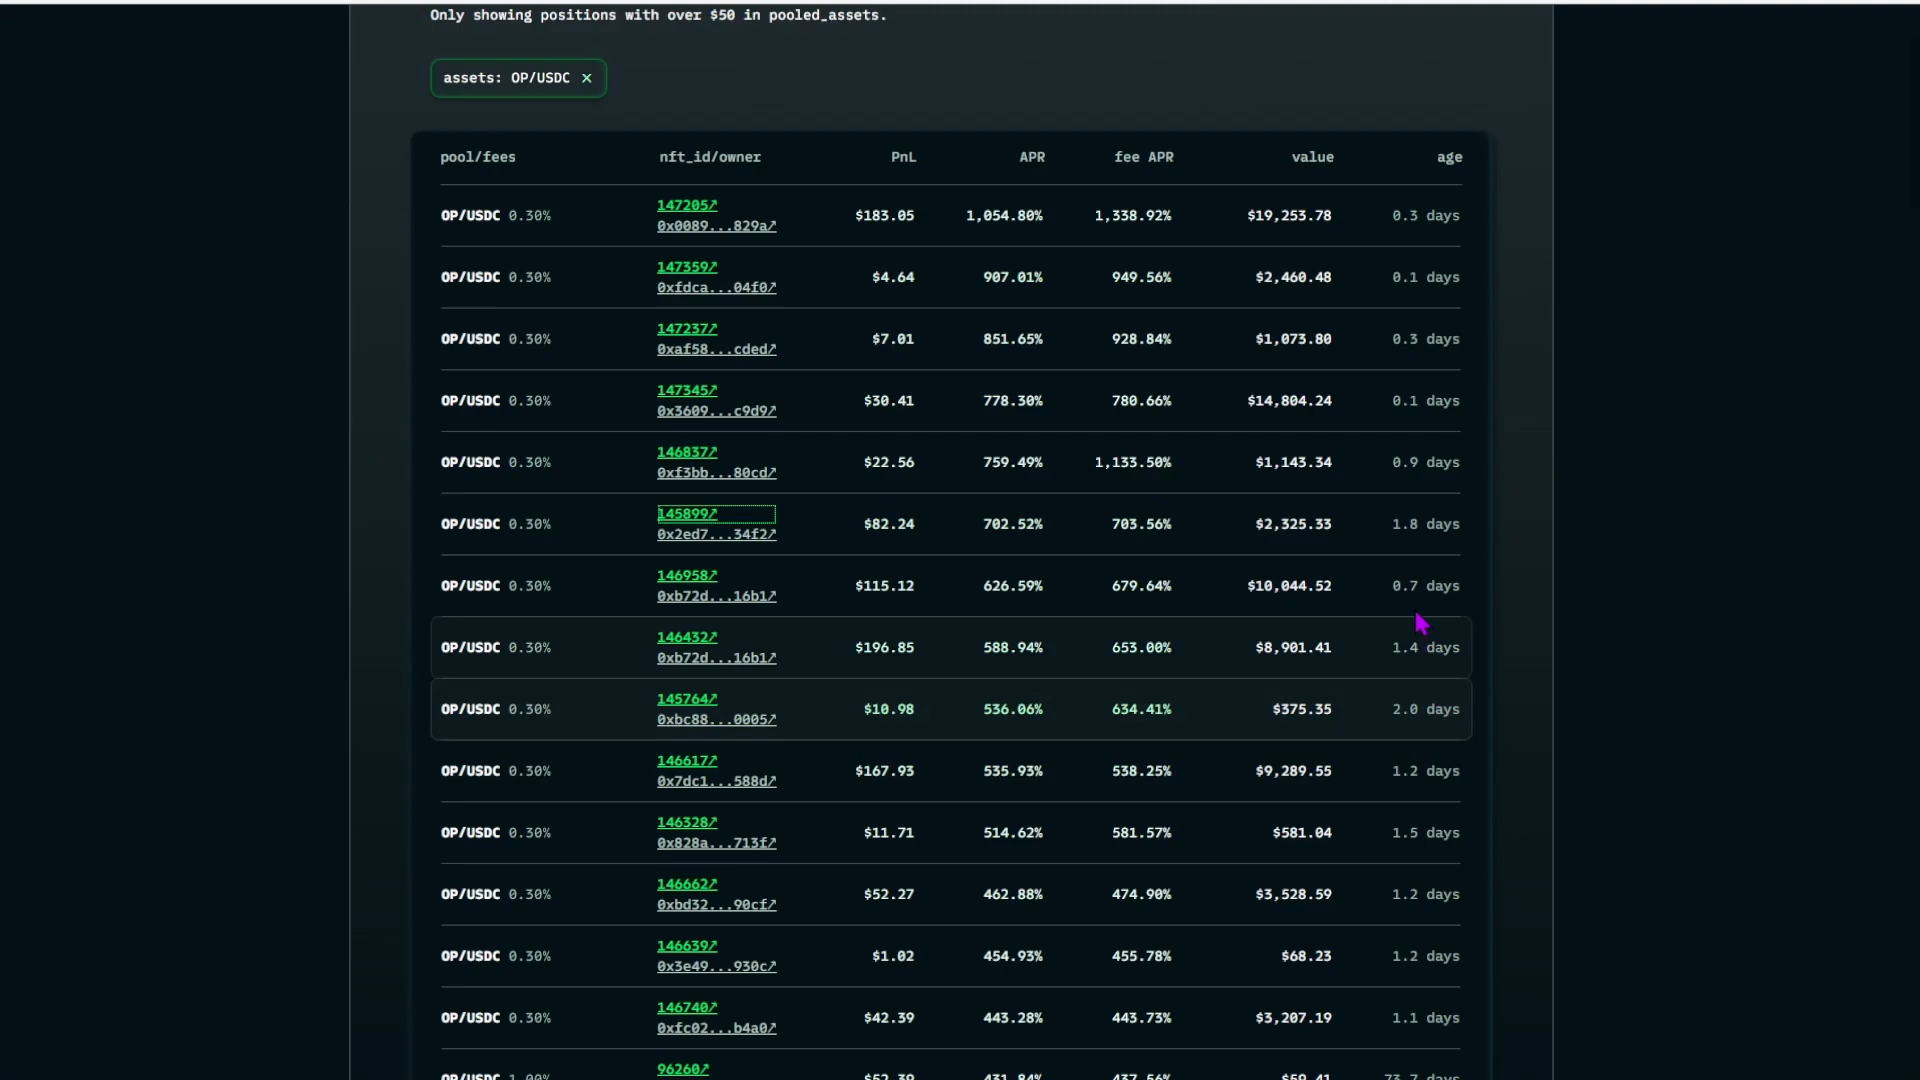 Only showing positions with over $50 in pooled_assets.
assets: OP/USDC ×
pool/fees nft_id/owner PnL APR fee APR value age
147205↗
OP/USDC 0.30% $183.05 1,054.80% 1,338.92% $19,253.78 0.3 days
0x0089...829a↗
147359↗
OP/USDC 0.30% $4.64 907.01% 949.56% $2,460.48 0.1 days
0xfdca...04f0↗
147237↗
OP/USDC 0.30% $7.01 851.65% 928.84% $1,073.80 0.3 days
0xaf58...cded↗
147345↗
OP/USDC 0.30% $30.41 778.30% 780.66% $14,804.24 0.1 days
0x3609...c9d9↗
146837↗
OP/USDC 0.30% $22.56 759.49% 1,133.50% $1,143.34 0.9 days
0xf3bb...80cd↗
145899↗
OP/USDC 0.30% $82.24 702.52% 703.56% $2,325.33 1.8 days
0x2ed7...34f2↗
146958↗
OP/USDC 0.30% $115.12 626.59% 679.64% $10,044.52 0.7 days
0xb72d...16b1↗
146432↗
OP/USDC 0.30% $196.85 588.94% 653.00% $8,901.41 1.4 days
0xb72d...16b1↗
145764↗
OP/USDC 0.30% $10.98 536.06% 634.41% $375.35 2.0 days
0xbc88...0005↗
146617↗
OP/USDC 0.30% $167.93 535.93% 538.25% $9,289.55 1.2 days
0x7dc1...588d↗
146328↗
OP/USDC 0.30% $11.71 514.62% 581.57% $581.04 1.5 days
0x828a...713f↗
146662↗
OP/USDC 0.30% $52.27 462.88% 474.90% $3,528.59 1.2 days
0xbd32...90cf↗
146639↗
OP/USDC 0.30% $1.02 454.93% 455.78% $68.23 1.2 days
0x3e49...930c↗
146740↗
OP/USDC 0.30% $42.39 443.28% 443.73% $3,207.19 1.1 days
0xfc02...b4a0↗
96260↗
OP/USDC 1.00% $52.39 431.84% 437.56% $59.41 73.7 days